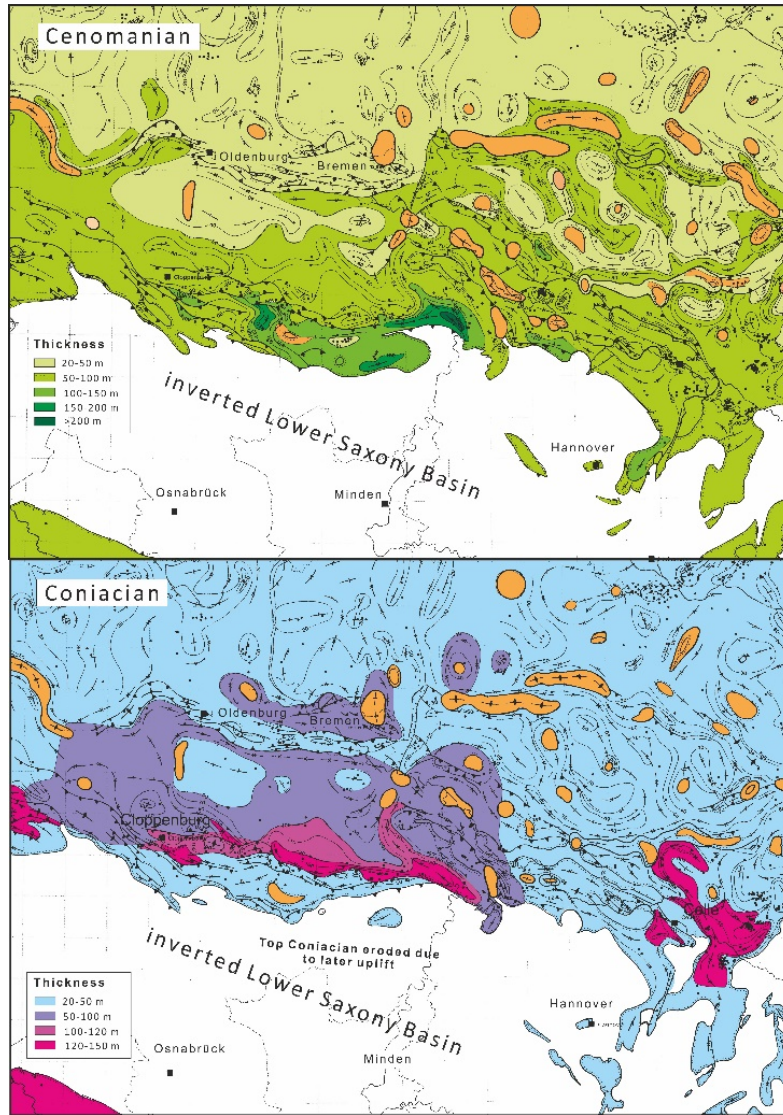 Cenomanian
Oldenburg
Bremen
Cloppenburg
Thickness
20-50 m
50-100 m
100-150 m
150-200 m
>200 m
inverted Lower Saxony Basin
Hannover
Osnabrück
Minden
Coniacian
Oldenburg
Bremen
Cloppenburg
Celle
Top Coniacian eroded due
to later uplift
inverted Lower Saxony Basin
Thickness
20-50 m
50-100 m
100-120 m
120-150 m
Hannover
Osnabrück
Minden